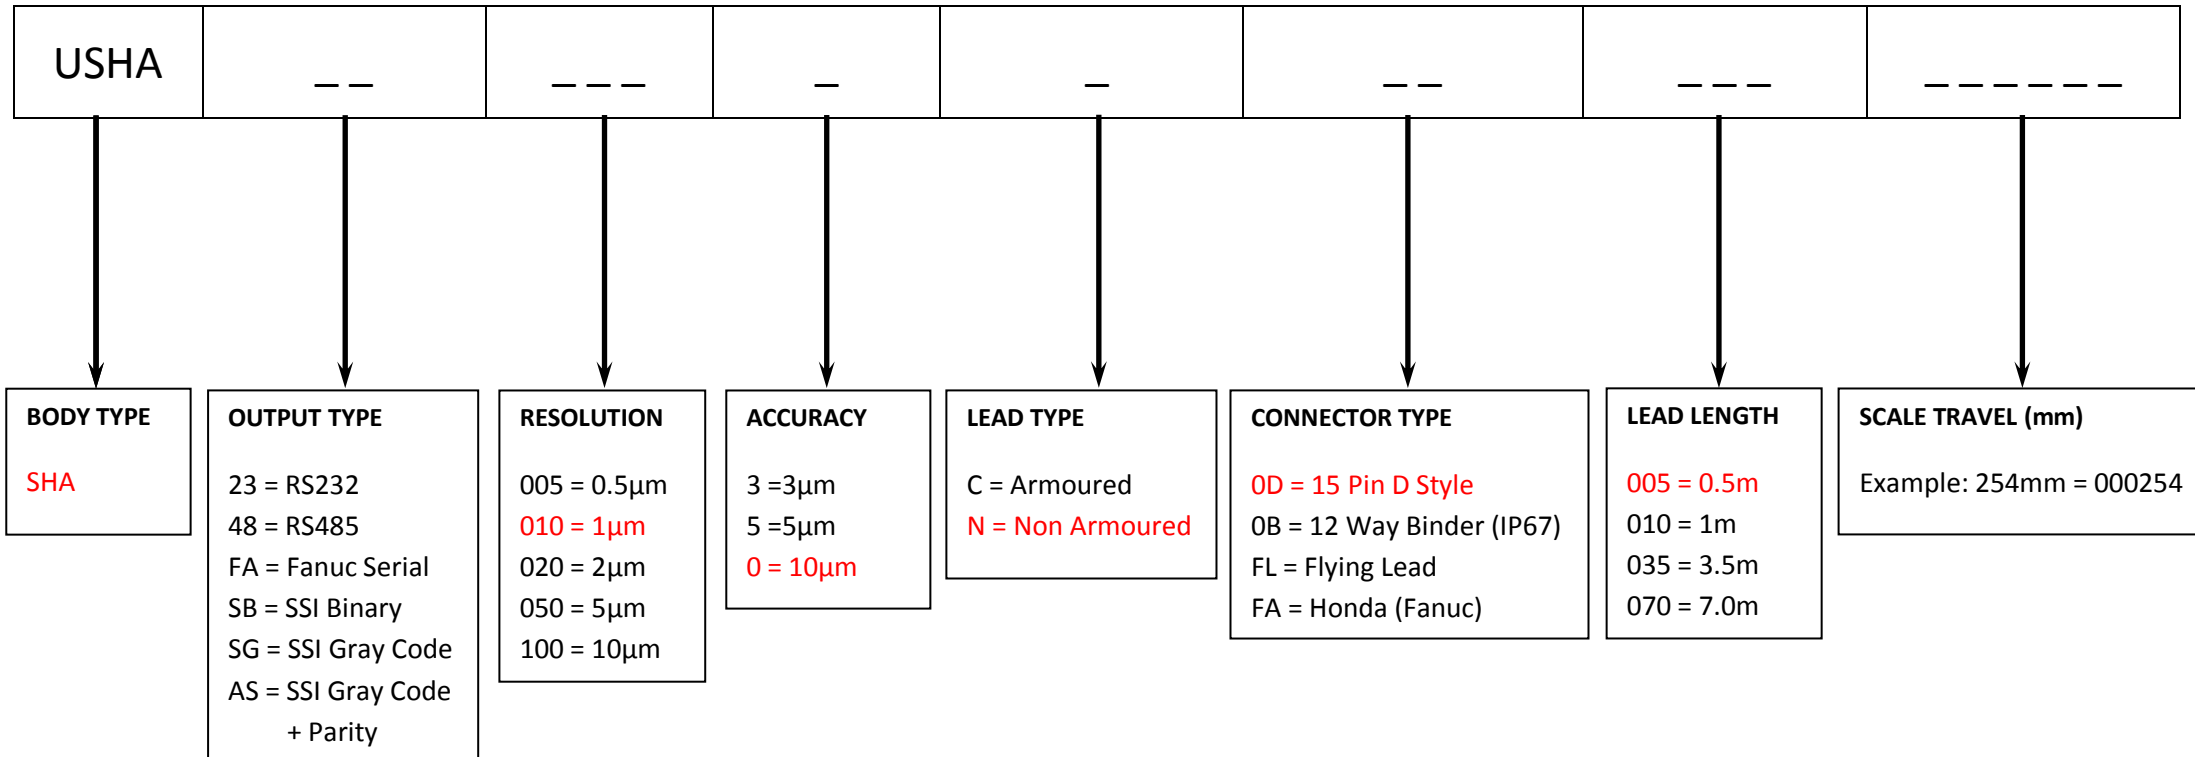 USHA _ _ _ _ _ _ _ _ _ _ _ _ _ _ _ _ _ _
BODY TYPE
SHA
OUTPUT TYPE
23 = RS232
48 = RS485
FA = Fanuc Serial
SB = SSI Binary
SG = SSI Gray Code
AS = SSI Gray Code
+ Parity
RESOLUTION
005 = 0.5µm
010 = 1µm
020 = 2µm
050 = 5µm
100 = 10µm
ACCURACY
3 =3µm
5 =5µm
0 = 10µm
LEAD TYPE
C = Armoured
N = Non Armoured
CONNECTOR TYPE
0D = 15 Pin D Style
0B = 12 Way Binder (IP67)
FL = Flying Lead
FA = Honda (Fanuc)
LEAD LENGTH
005 = 0.5m
010 = 1m
035 = 3.5m
070 = 7.0m
SCALE TRAVEL (mm)
Example: 254mm = 000254